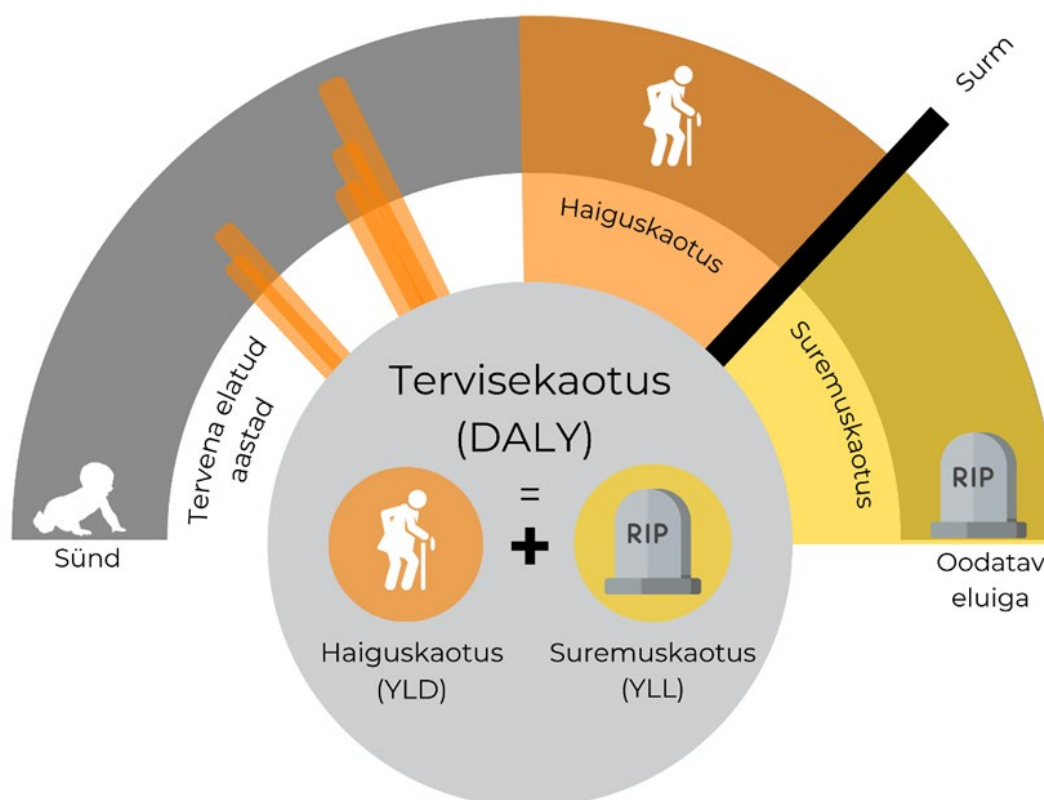 Surm
Haiguskaotus
Suremuskaotus
Tervena elatud
aastad
Sünd
Oodatav
eluiga
Tervisekaotus
(DALY)
=
+
RIP
RIP
Haiguskaotus
(YLD)
Suremuskaotus
(YLL)